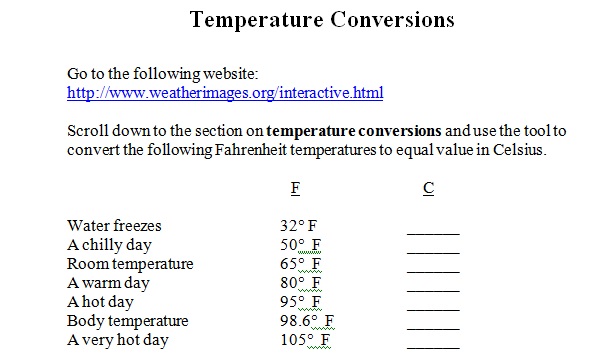 Temperature Conversions
Go to the following website:
http://www.weatherimages.org/interactive.html
Scroll down to the section on temperature conversions and use the tool to
convert the following Fahrenheit temperatures to equal value in Celsius.
F C
Water freezes 32° F ______
A chilly day 50° F ______
Room temperature 65° F ______
A warm day 80° F ______
A hot day 95° F ______
Body temperature 98.6° F ______
A very hot day 105° F ______